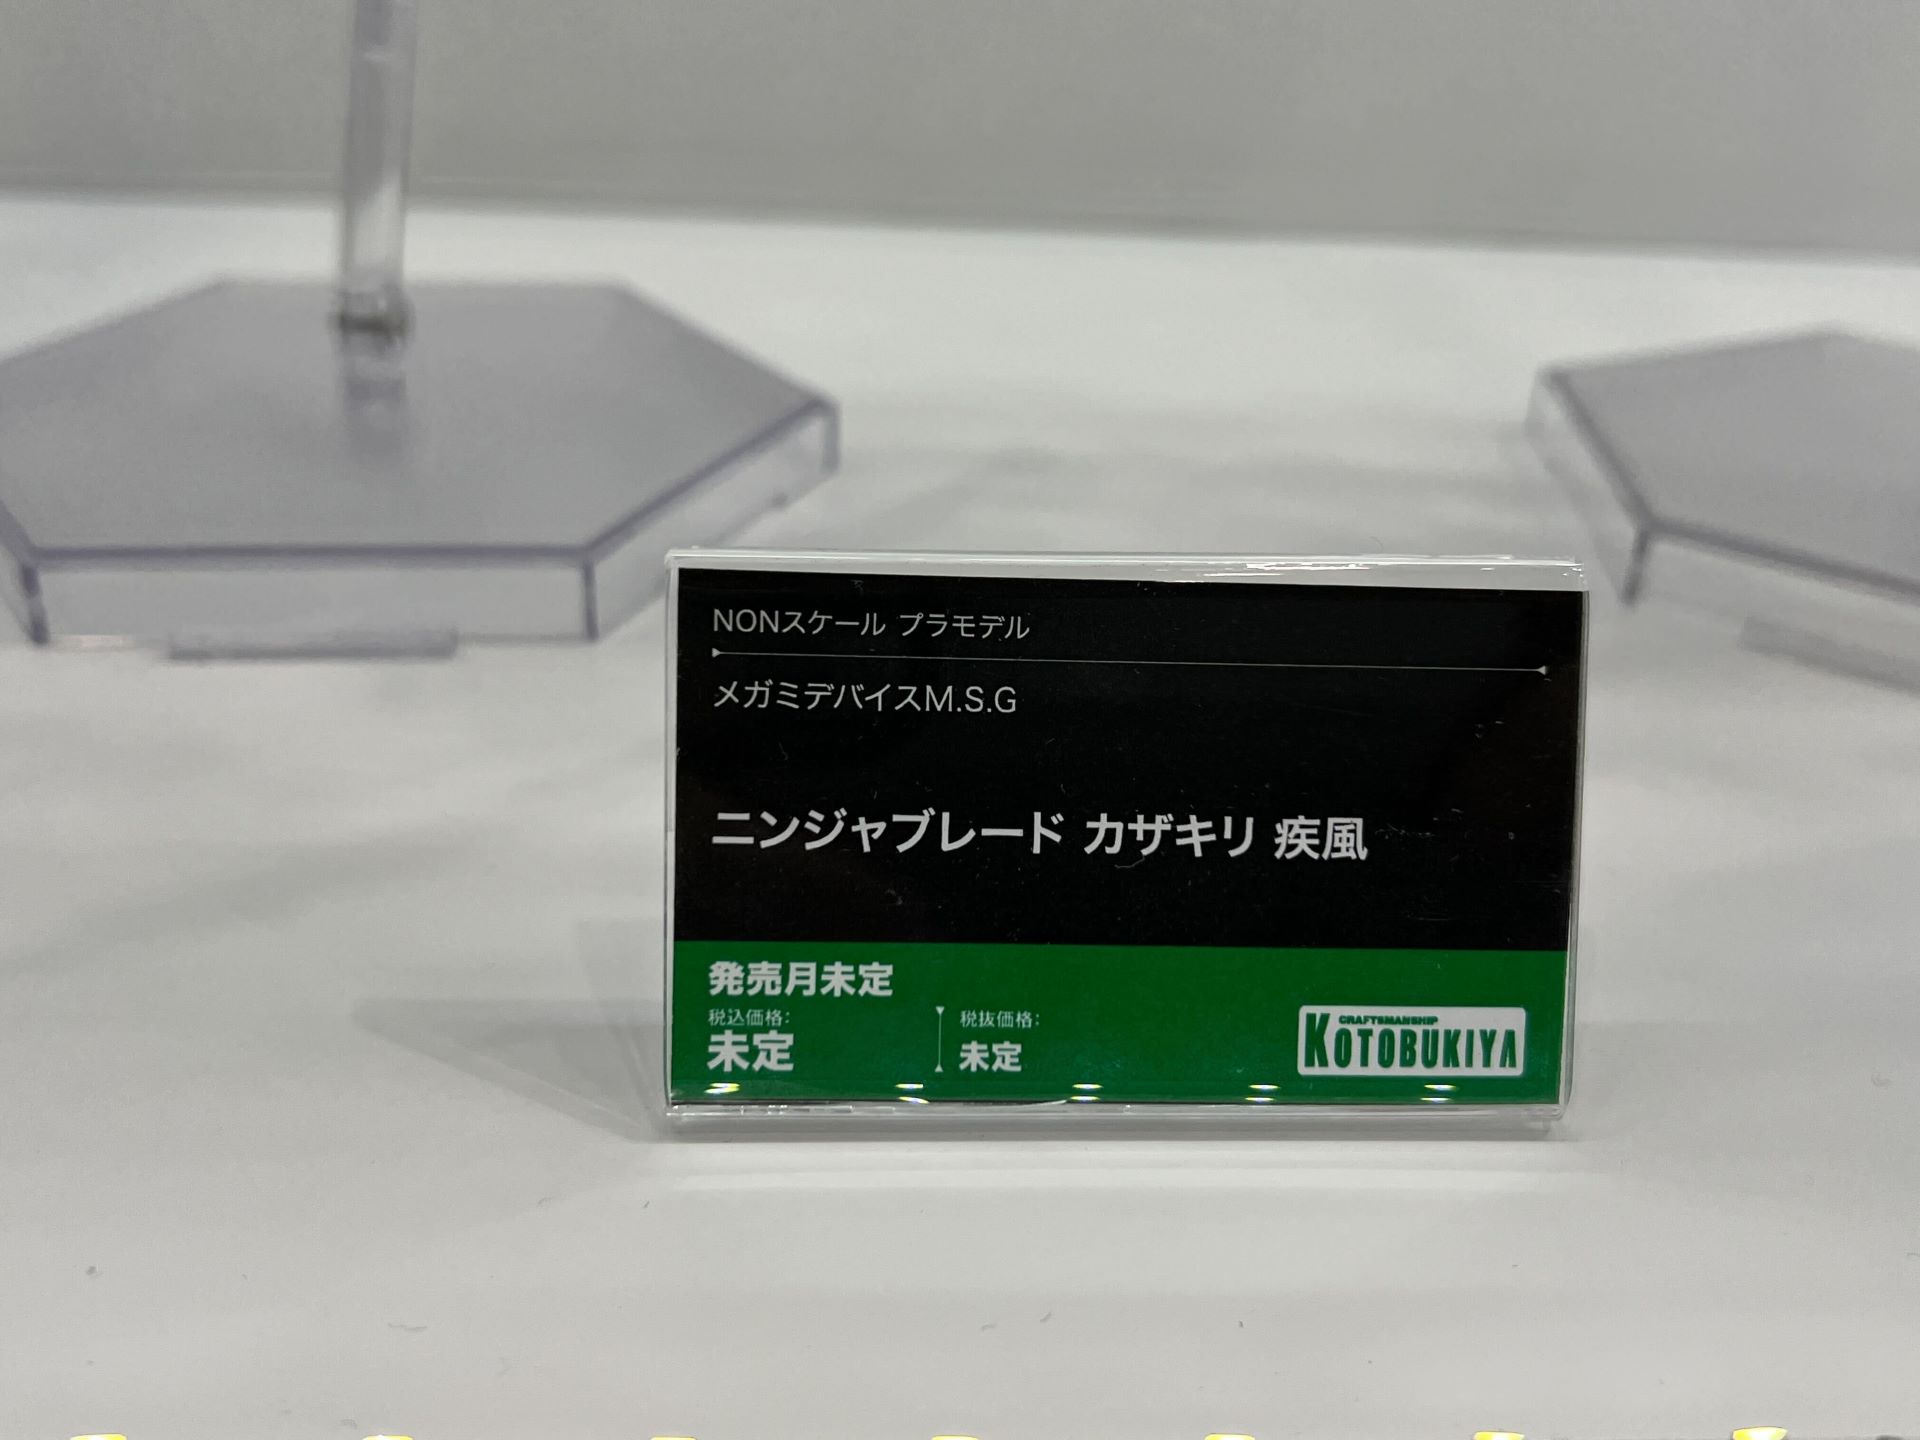 NONスケール プラモデル
メガミデバイスM.S.G
ニンジャブレード カザキリ 疾風
発売月未定
税込価格:
未定
税抜価格:
未定
CRAFTSMANSHIP
KOTOBUKIYA